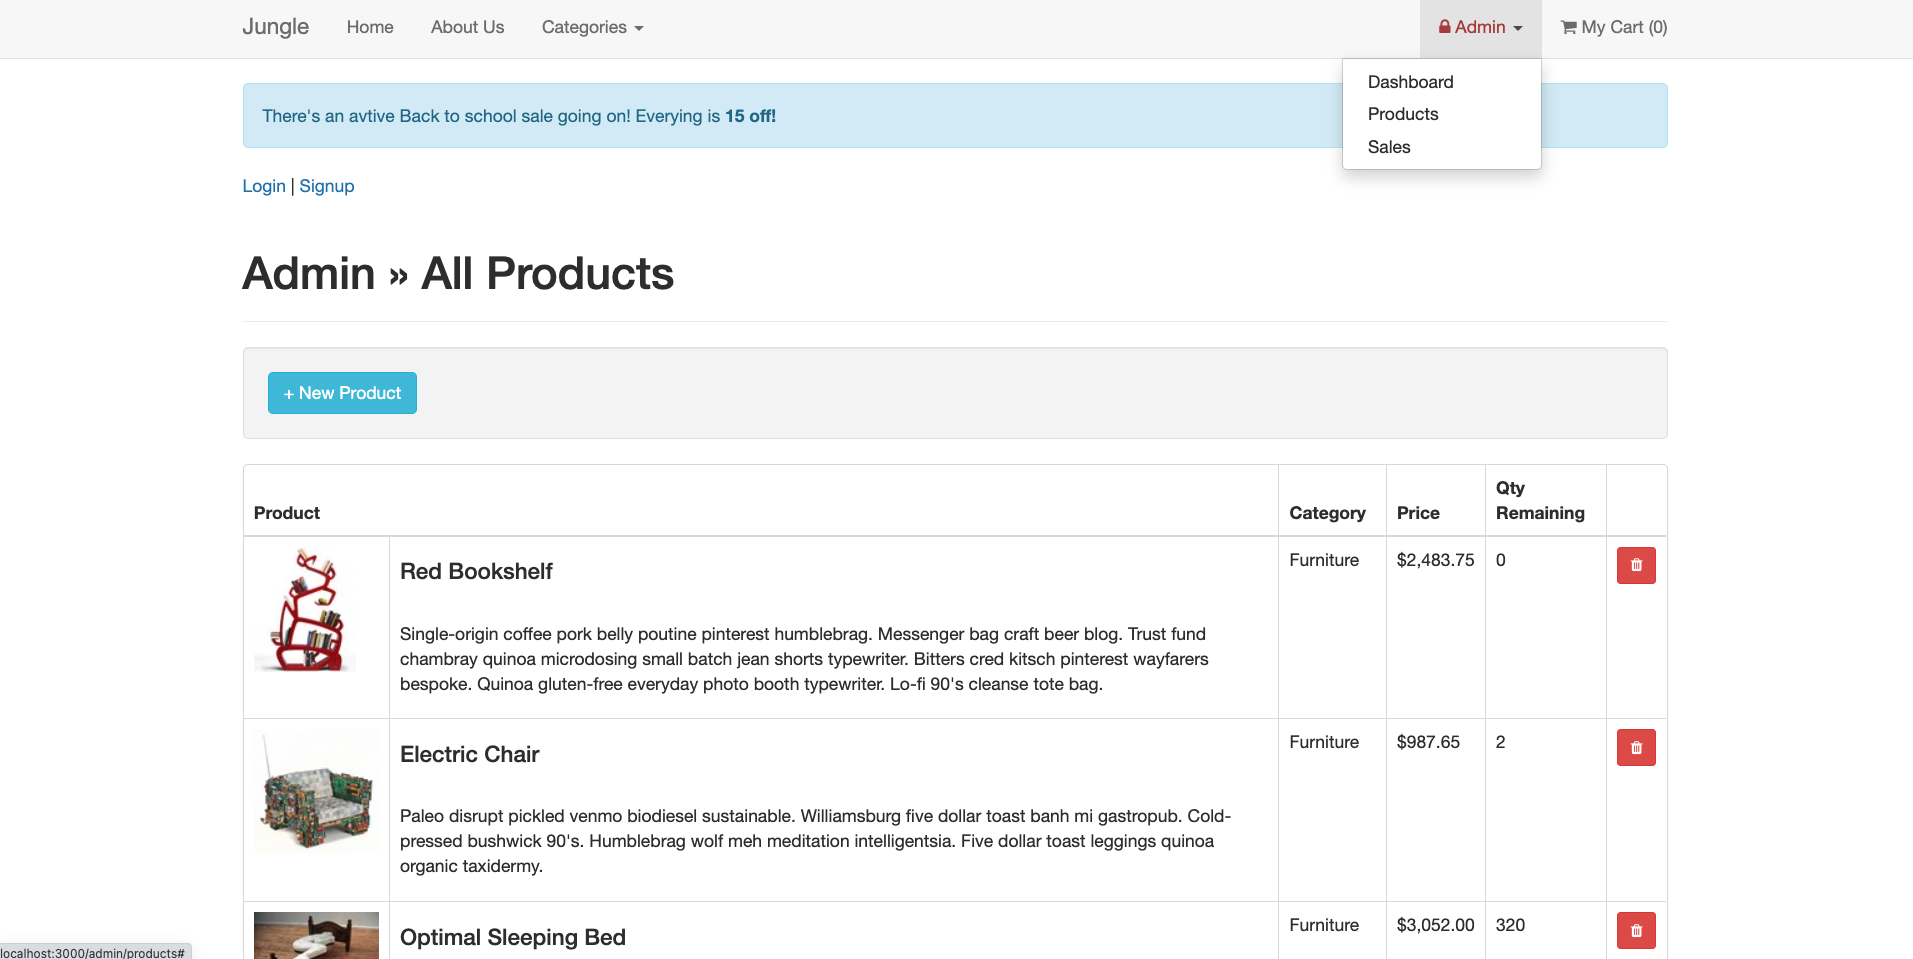 Jungle Home About Us Categories Admin My Cart (0)
Dashboard
Products
Sales
There's an avtive Back to school sale going on! Everying is 15 off!
Login | Signup
Admin » All Products
+ New Product
Product Category Price Qty Remaining
Red Bookshelf Furniture $2,483.75 0
Single-origin coffee pork belly poutine pinterest humblebrag. Messenger bag craft beer blog. Trust fund
chambray quinoa microdosing small batch jean shorts typewriter. Bitters cred kitsch pinterest wayfarers
bespoke. Quinoa gluten-free everyday photo booth typewriter. Lo-fi 90's cleanse tote bag.
Electric Chair Furniture $987.65 2
Paleo disrupt pickled venmo biodiesel sustainable. Williamsburg five dollar toast banh mi gastropub. Cold-
pressed bushwick 90's. Humblebrag wolf meh meditation intelligentsia. Five dollar toast leggings quinoa
organic taxidermy.
Optimal Sleeping Bed Furniture $3,052.00 320
localhost:3000/admin/products#